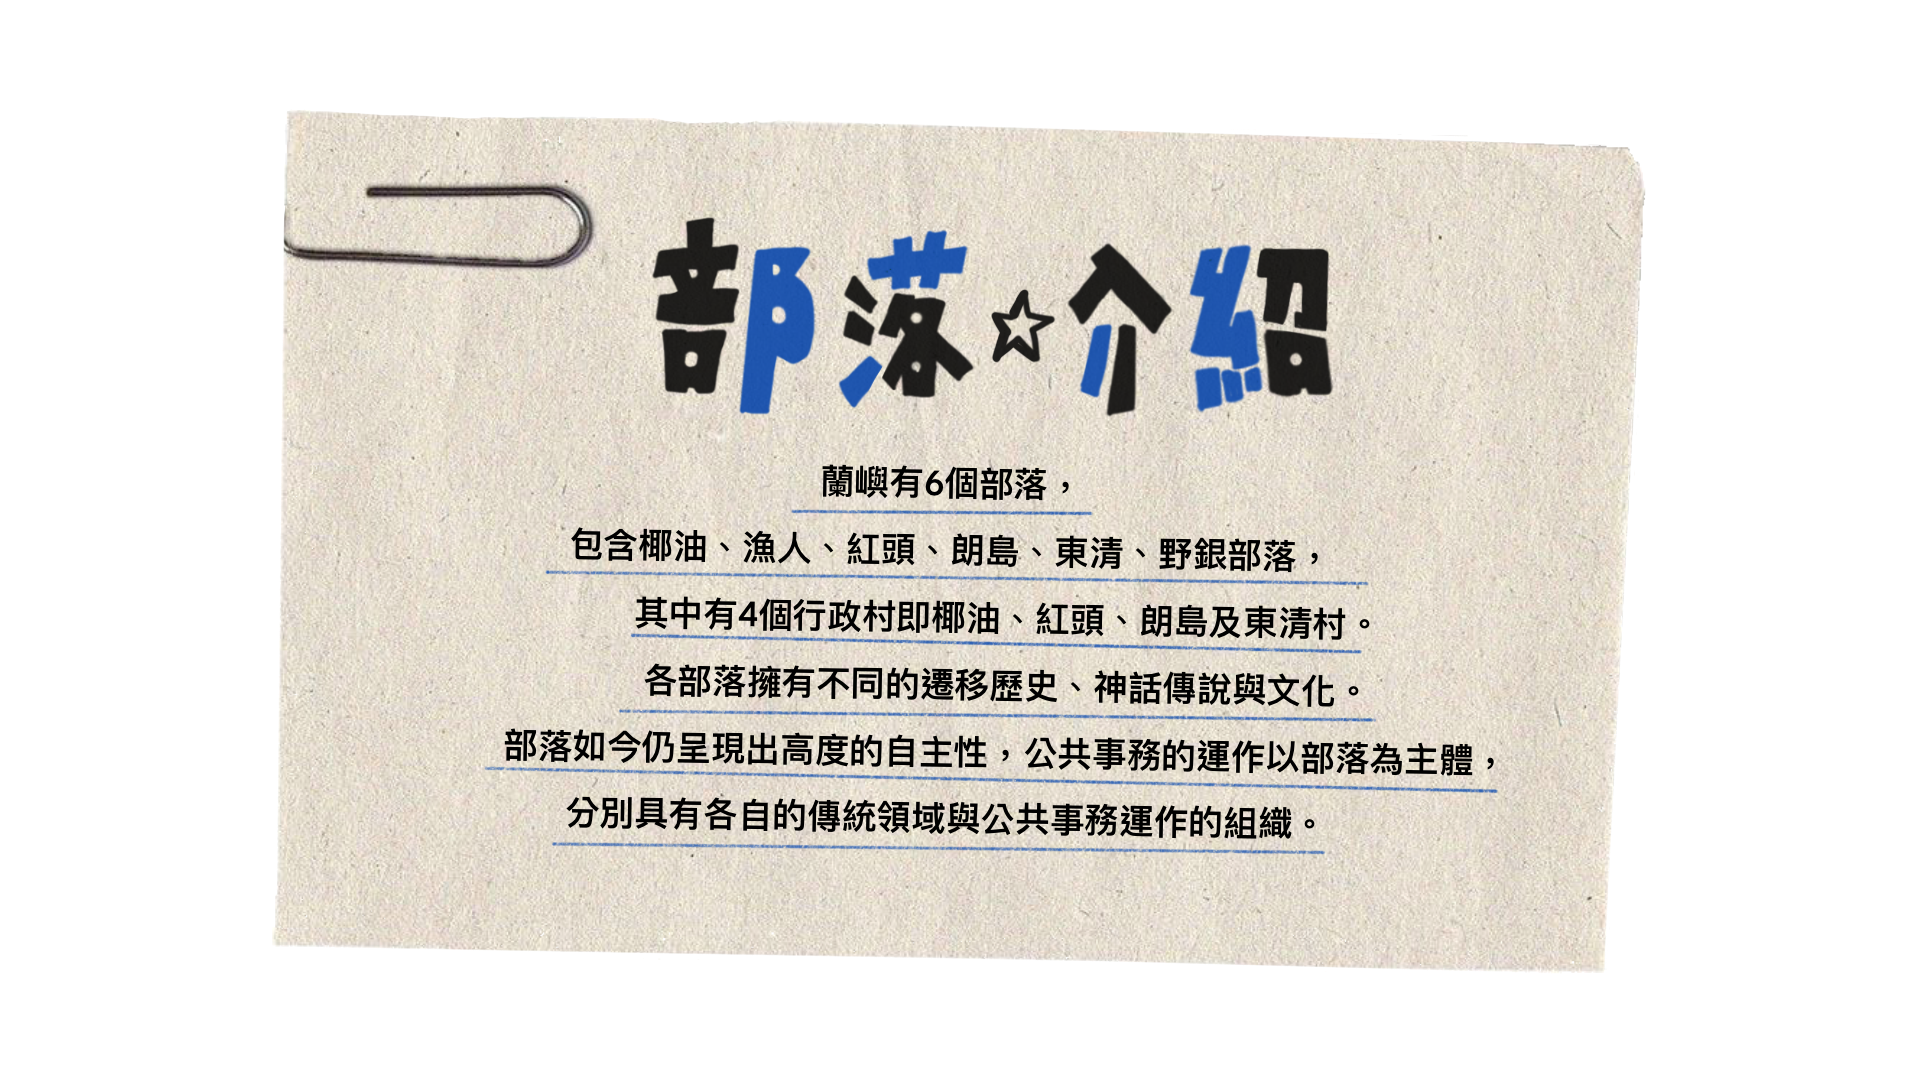 部落☆介紹
蘭嶼有6個部落，
包含椰油、漁人、紅頭、朗島、東清、野銀部落，
其中有4個行政村即椰油、紅頭、朗島及東清村。
各部落擁有不同的遷移歷史、神話傳說與文化。
部落如今仍呈現出高度的自主性，公共事務的運作以部落為主體，
分別具有各自的傳統領域與公共事務運作的組織。